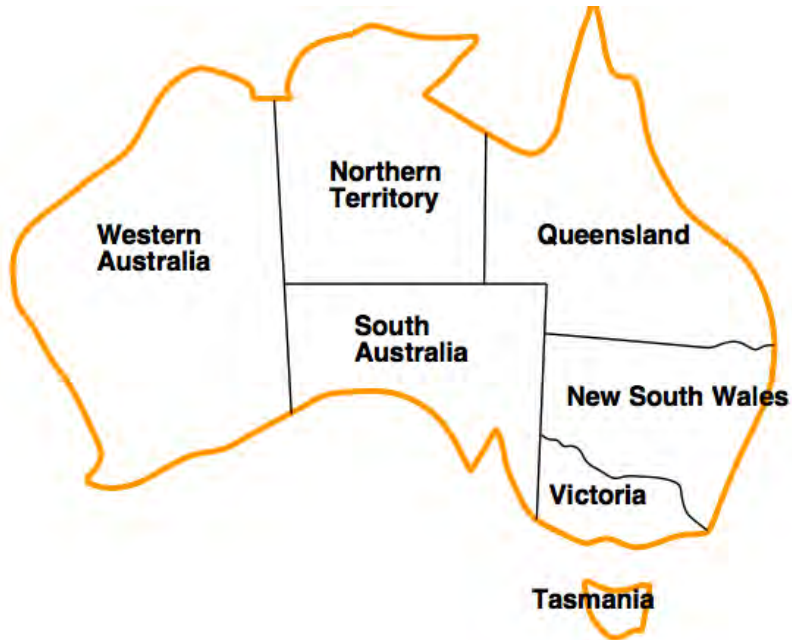 Northern
Territory
Western
Australia
Queensland
South
Australia
New South Wales
Victoria
Tasmania